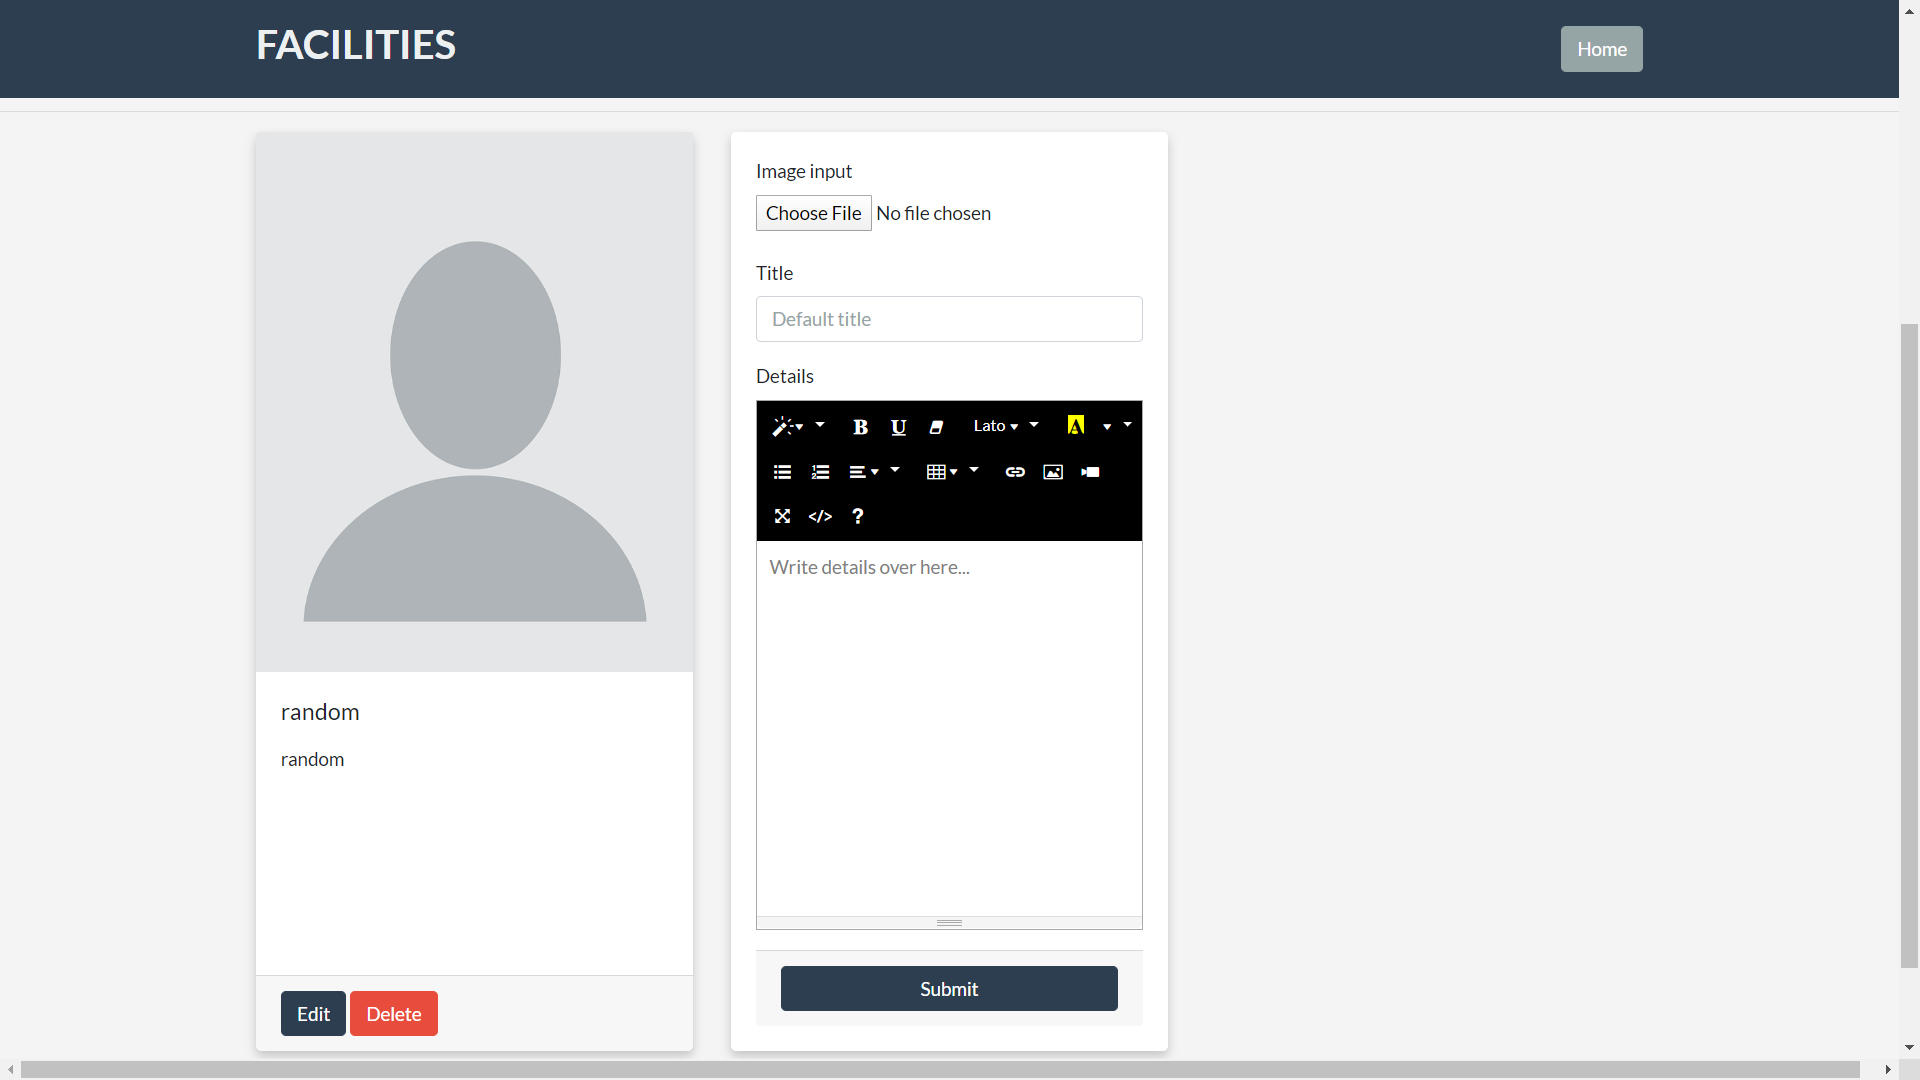 FACILITIES
Home
random
random
Edit Delete
Image input
Choose File No file chosen
Title
Default title
Details
B U Lato A
</> ?
Write details over here...
Submit